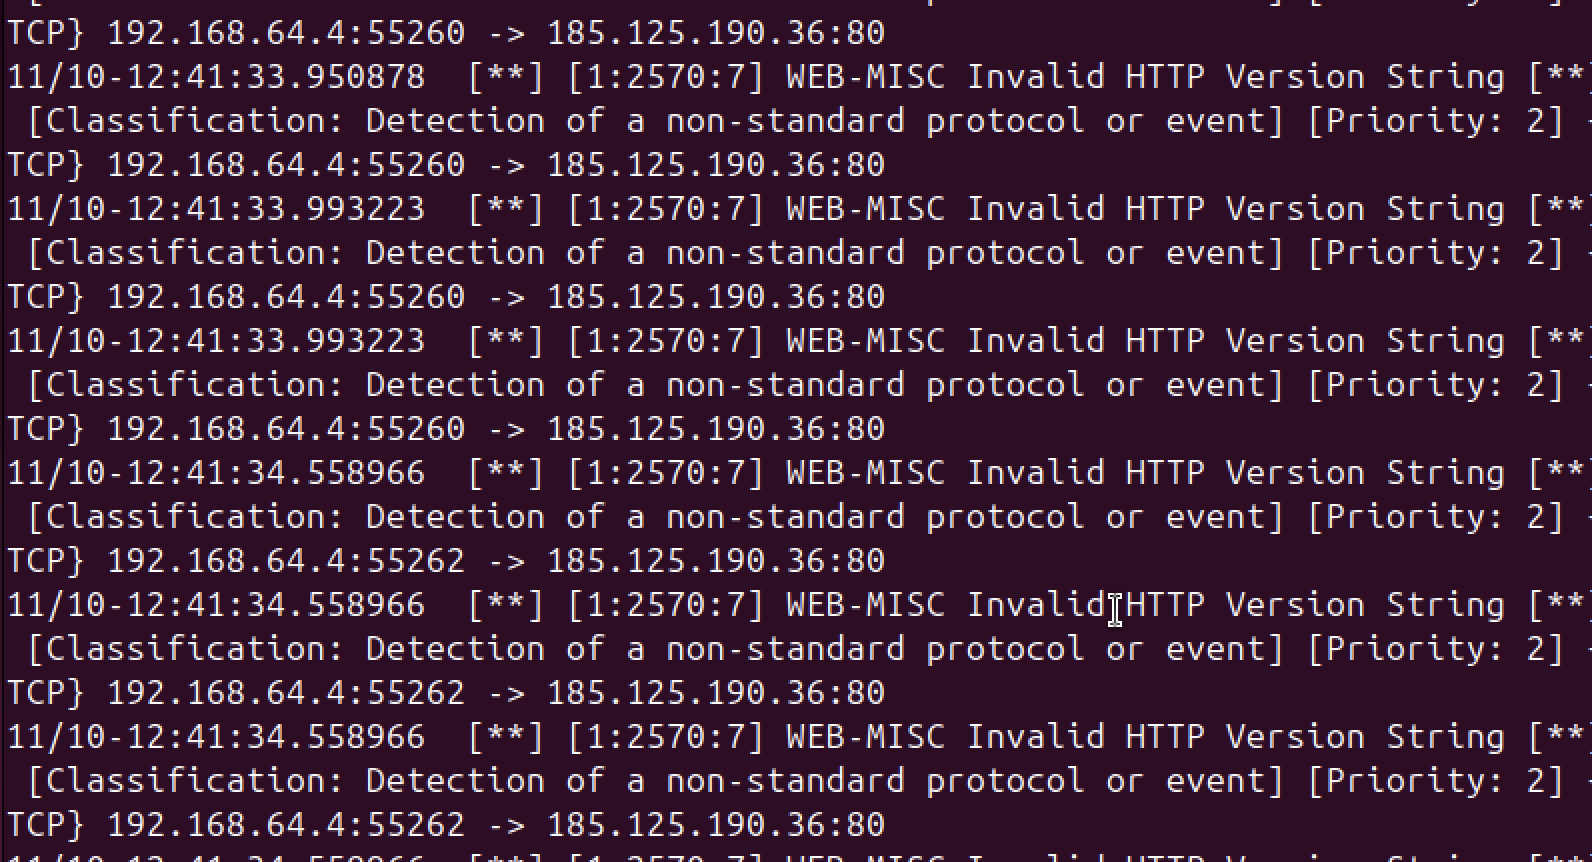 TCP} 192.168.64.4:55260 -> 185.125.190.36:80
11/10-12:41:33.950878  [**] [1:2570:7] WEB-MISC Invalid HTTP Version String [**]
 [Classification: Detection of a non-standard protocol or event] [Priority: 2] {
TCP} 192.168.64.4:55260 -> 185.125.190.36:80
11/10-12:41:33.993223  [**] [1:2570:7] WEB-MISC Invalid HTTP Version String [**]
 [Classification: Detection of a non-standard protocol or event] [Priority: 2] {
TCP} 192.168.64.4:55260 -> 185.125.190.36:80
11/10-12:41:33.993223  [**] [1:2570:7] WEB-MISC Invalid HTTP Version String [**]
 [Classification: Detection of a non-standard protocol or event] [Priority: 2] {
TCP} 192.168.64.4:55260 -> 185.125.190.36:80
11/10-12:41:34.558966  [**] [1:2570:7] WEB-MISC Invalid HTTP Version String [**]
 [Classification: Detection of a non-standard protocol or event] [Priority: 2] {
TCP} 192.168.64.4:55262 -> 185.125.190.36:80
11/10-12:41:34.558966  [**] [1:2570:7] WEB-MISC Invalid HTTP Version String [**]
 [Classification: Detection of a non-standard protocol or event] [Priority: 2] {
TCP} 192.168.64.4:55262 -> 185.125.190.36:80
11/10-12:41:34.558966  [**] [1:2570:7] WEB-MISC Invalid HTTP Version String [**]
 [Classification: Detection of a non-standard protocol or event] [Priority: 2] {
TCP} 192.168.64.4:55262 -> 185.125.190.36:80